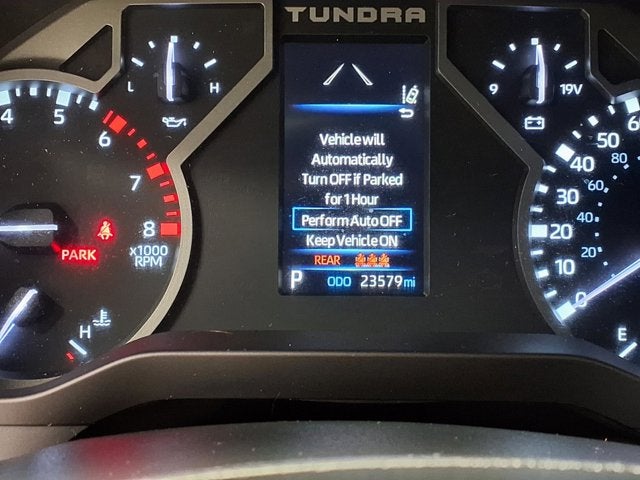 TUNDRA
L H
9 19V
4 5 6 7 8
x1000
RPM
PARK
H
Vehicle will
Automatically
Turn OFF if Parked
for 1 Hour
Perform Auto OFF
Keep Vehicle ON
REAR
P ODO 23579 mi
60
50 80
40 60
30 40
20 20
10
0
E